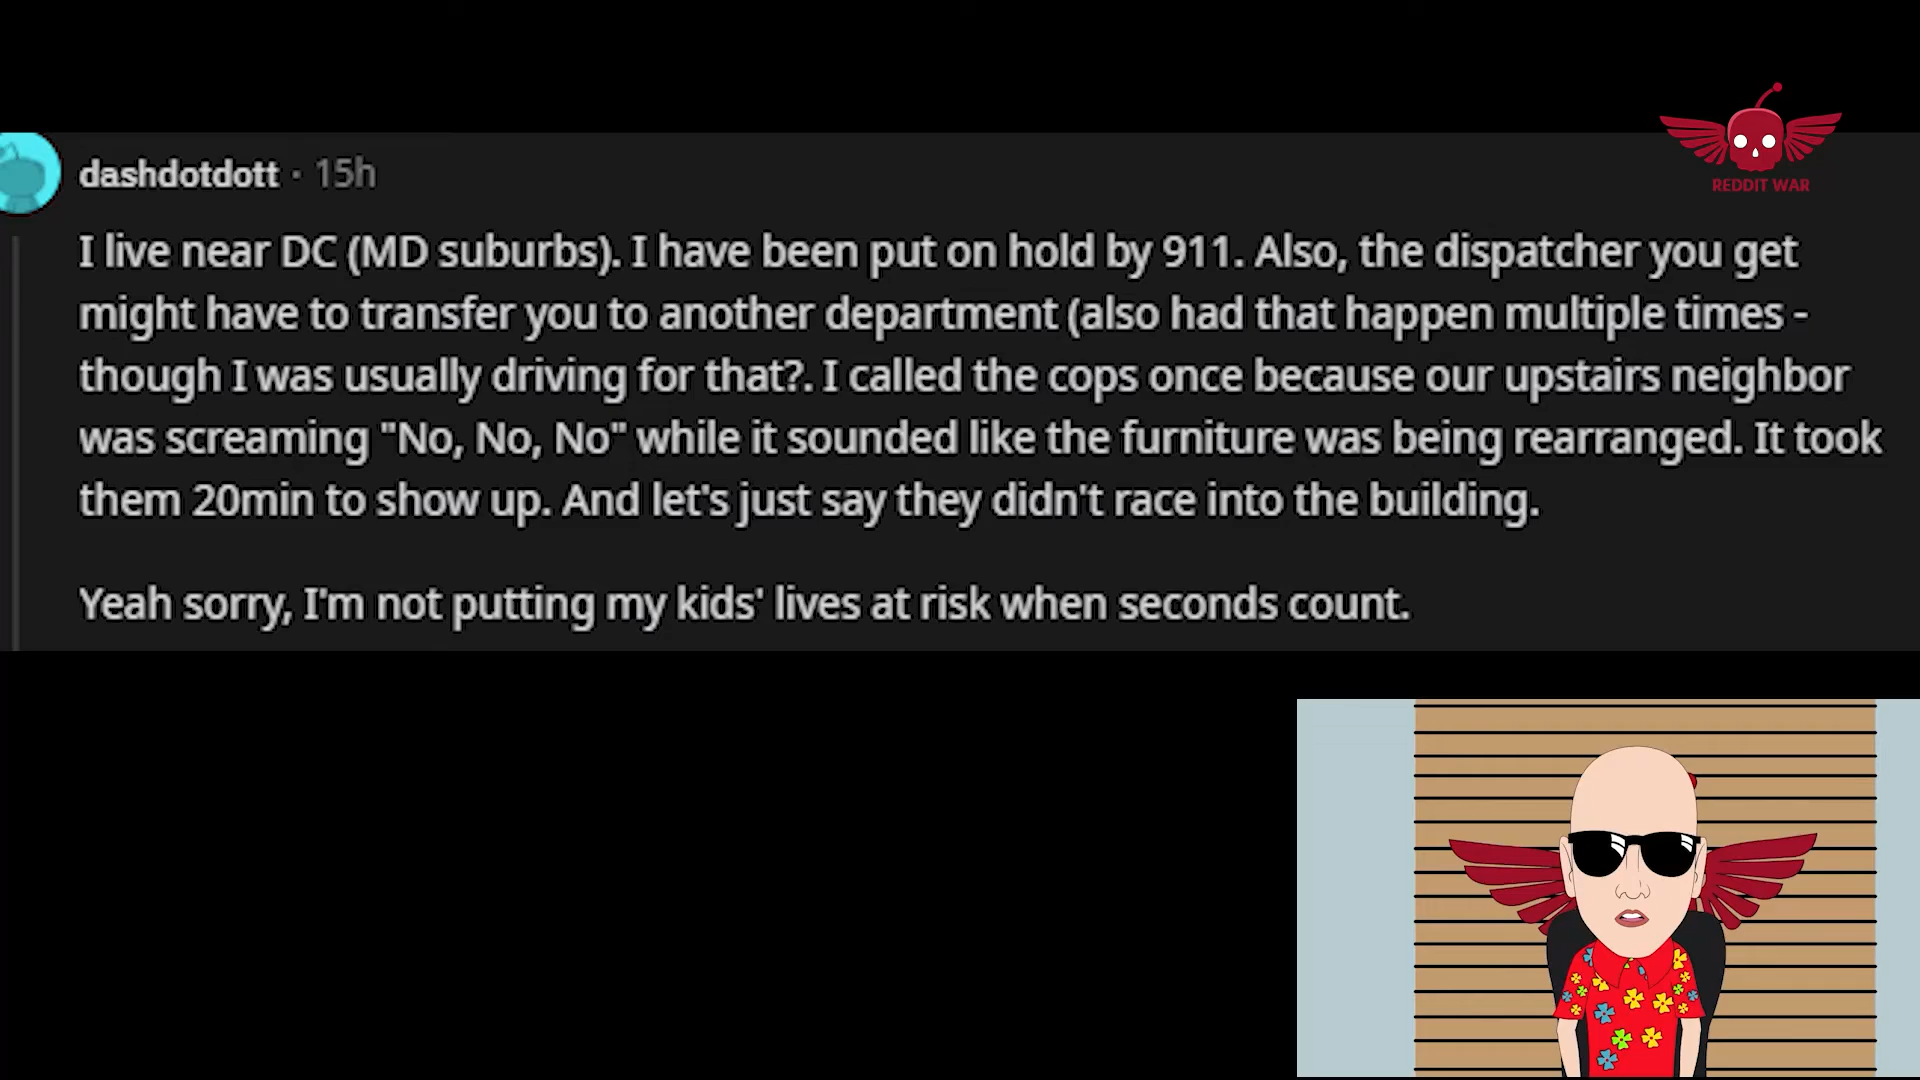 dashdotdott · 15h
REDDIT WAR
I live near DC (MD suburbs). I have been put on hold by 911. Also, the dispatcher you get
might have to transfer you to another department (also had that happen multiple times -
though I was usually driving for that?. I called the cops once because our upstairs neighbor
was screaming "No, No, No" while it sounded like the furniture was being rearranged. It took
them 20min to show up. And let's just say they didn't race into the building.
Yeah sorry, I'm not putting my kids' lives at risk when seconds count.